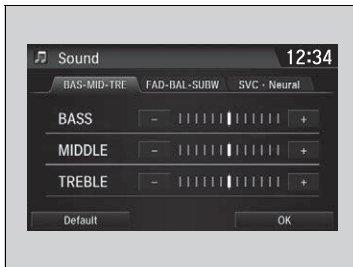 Sound 12:34
BAS-MID-TRE FAD-BAL-SUBW SVC · Neural
BASS - +
MIDDLE - +
TREBLE - +
Default OK